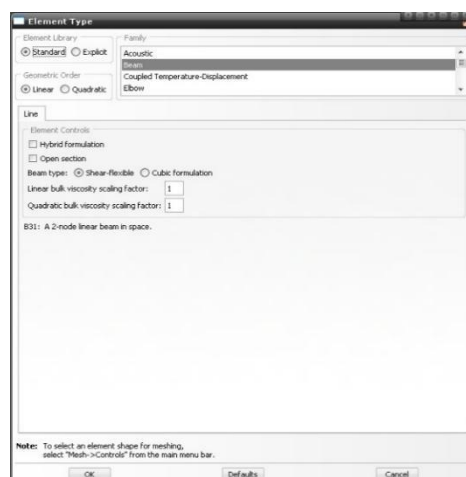 Element Type
Element Library
Standard Explicit
Geometric Order
Linear Quadratic
Family
Acoustic
Beam
Coupled Temperature-Displacement
Elbow
Line
Element Controls
Hybrid formulation
Open section
Beam type: Shear-flexible Cubic formulation
Linear bulk viscosity scaling factor: 1
Quadratic bulk viscosity scaling factor: 1
B31: A 2-node linear beam in space.
Note: To select an element shape for meshing,
select "Mesh->Controls" from the main menu bar.
OK Defaults Cancel